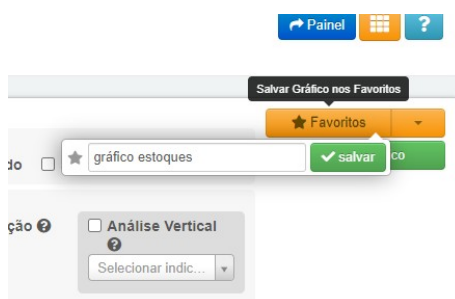 Painel
?
Salvar Gráfico nos Favoritos
Favoritos
do
gráfico estoques
salvar
co
ção ?
Análise Vertical
?
Selecionar indic...